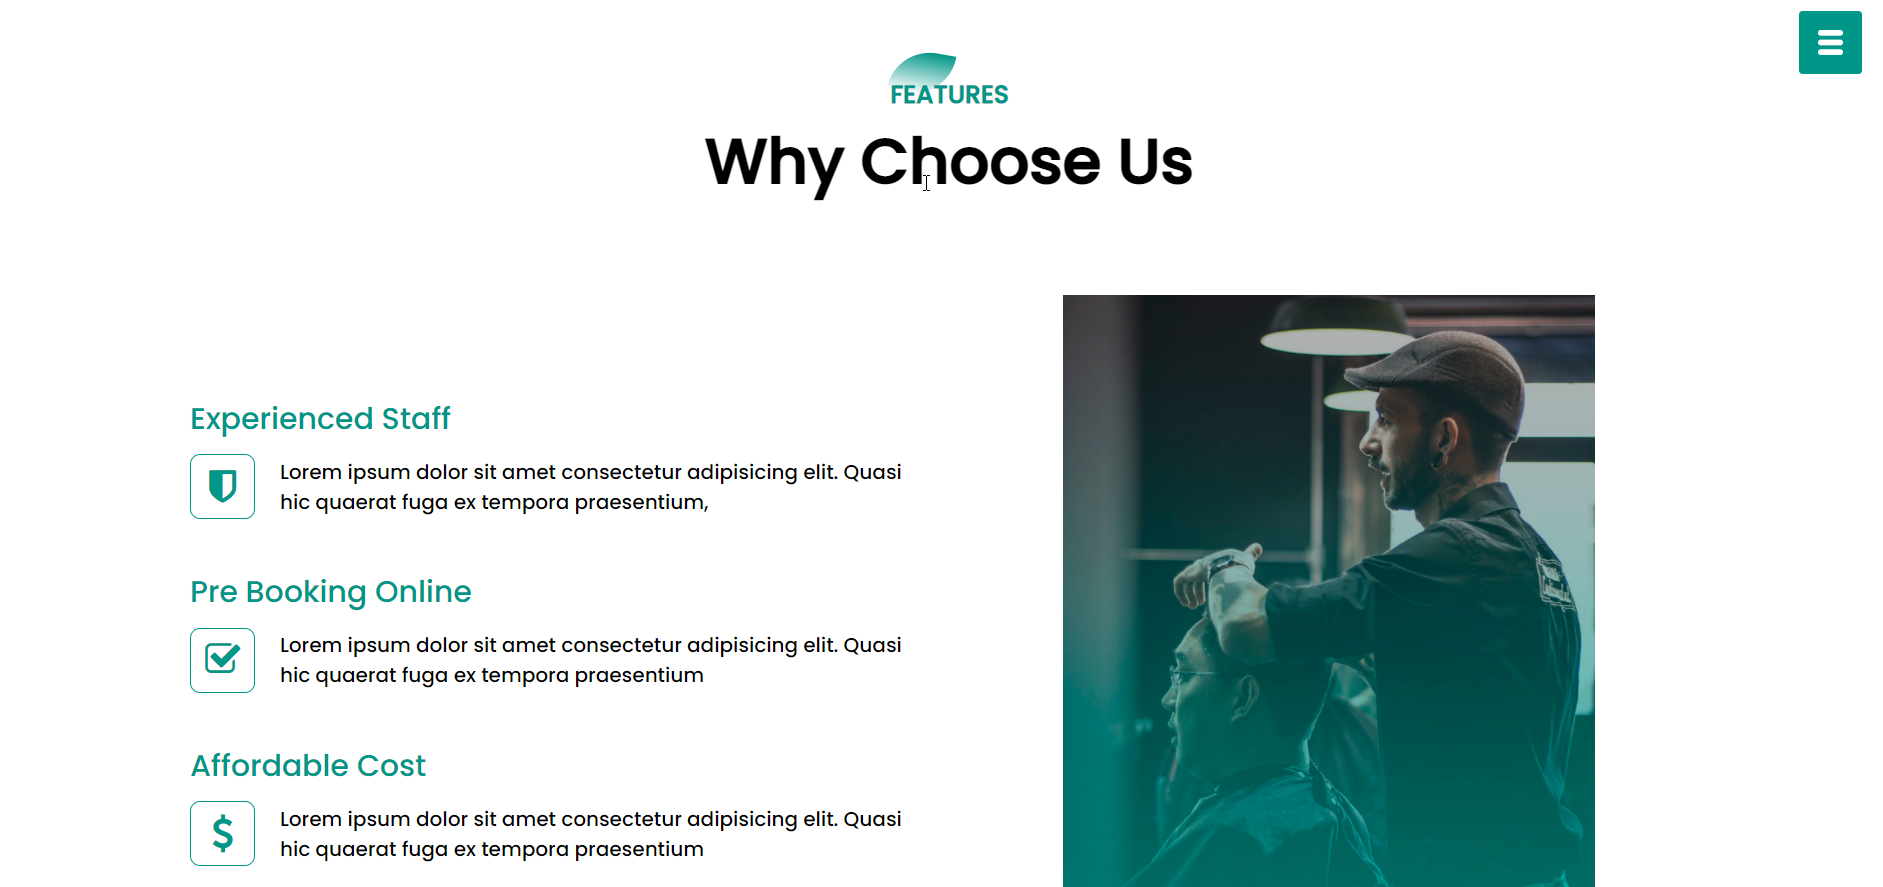 FEATURES
Why Choose Us
Experienced Staff
Lorem ipsum dolor sit amet consectetur adipisicing elit. Quasi
hic quaerat fuga ex tempora praesentium,
Pre Booking Online
Lorem ipsum dolor sit amet consectetur adipisicing elit. Quasi
hic quaerat fuga ex tempora praesentium
Affordable Cost
$
Lorem ipsum dolor sit amet consectetur adipisicing elit. Quasi
hic quaerat fuga ex tempora praesentium